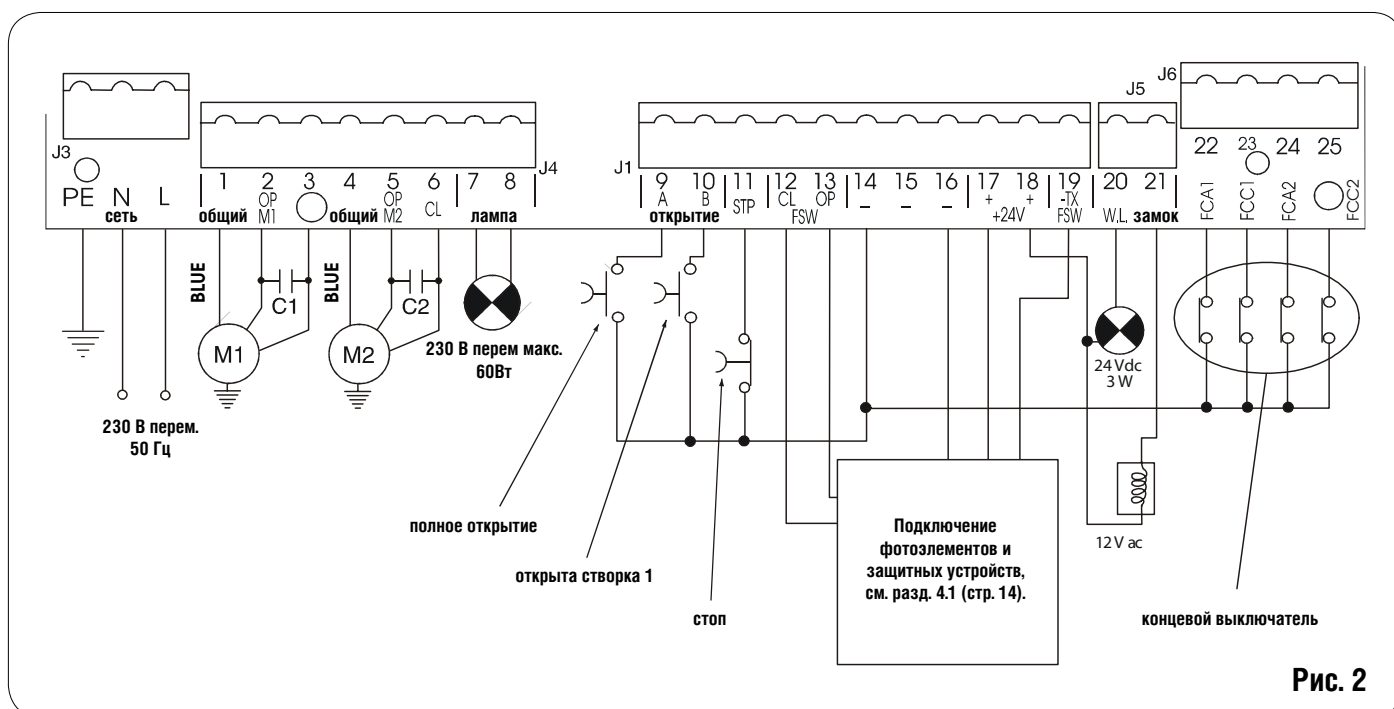 J3
J4
J1
J5
J6
PE N L
сеть
1 2 3 4 5 6 7 8
общий
OP
M1
общий
OP
M2
CL
лампа
9 10 11 12 13 14 15 16 17 18 19 20 21
A B
открытие
STP
CL OP
FSW
– – –
+ +
+24V
-TX
FSW
W.L. замок
22 23 24 25
FCA1 FCC1 FCA2 FCC2
BLUE
C1
BLUE
C2
M1
M2
230 В перем макс.
60Вт
230 В перем.
50 Гц
24 Vdc
3 W
12 V ac
полное открытие
открыта створка 1
стоп
Подключение
фотоэлементов и
защитных устройств,
см. разд. 4.1 (стр. 14).
концевой выключатель
Рис. 2